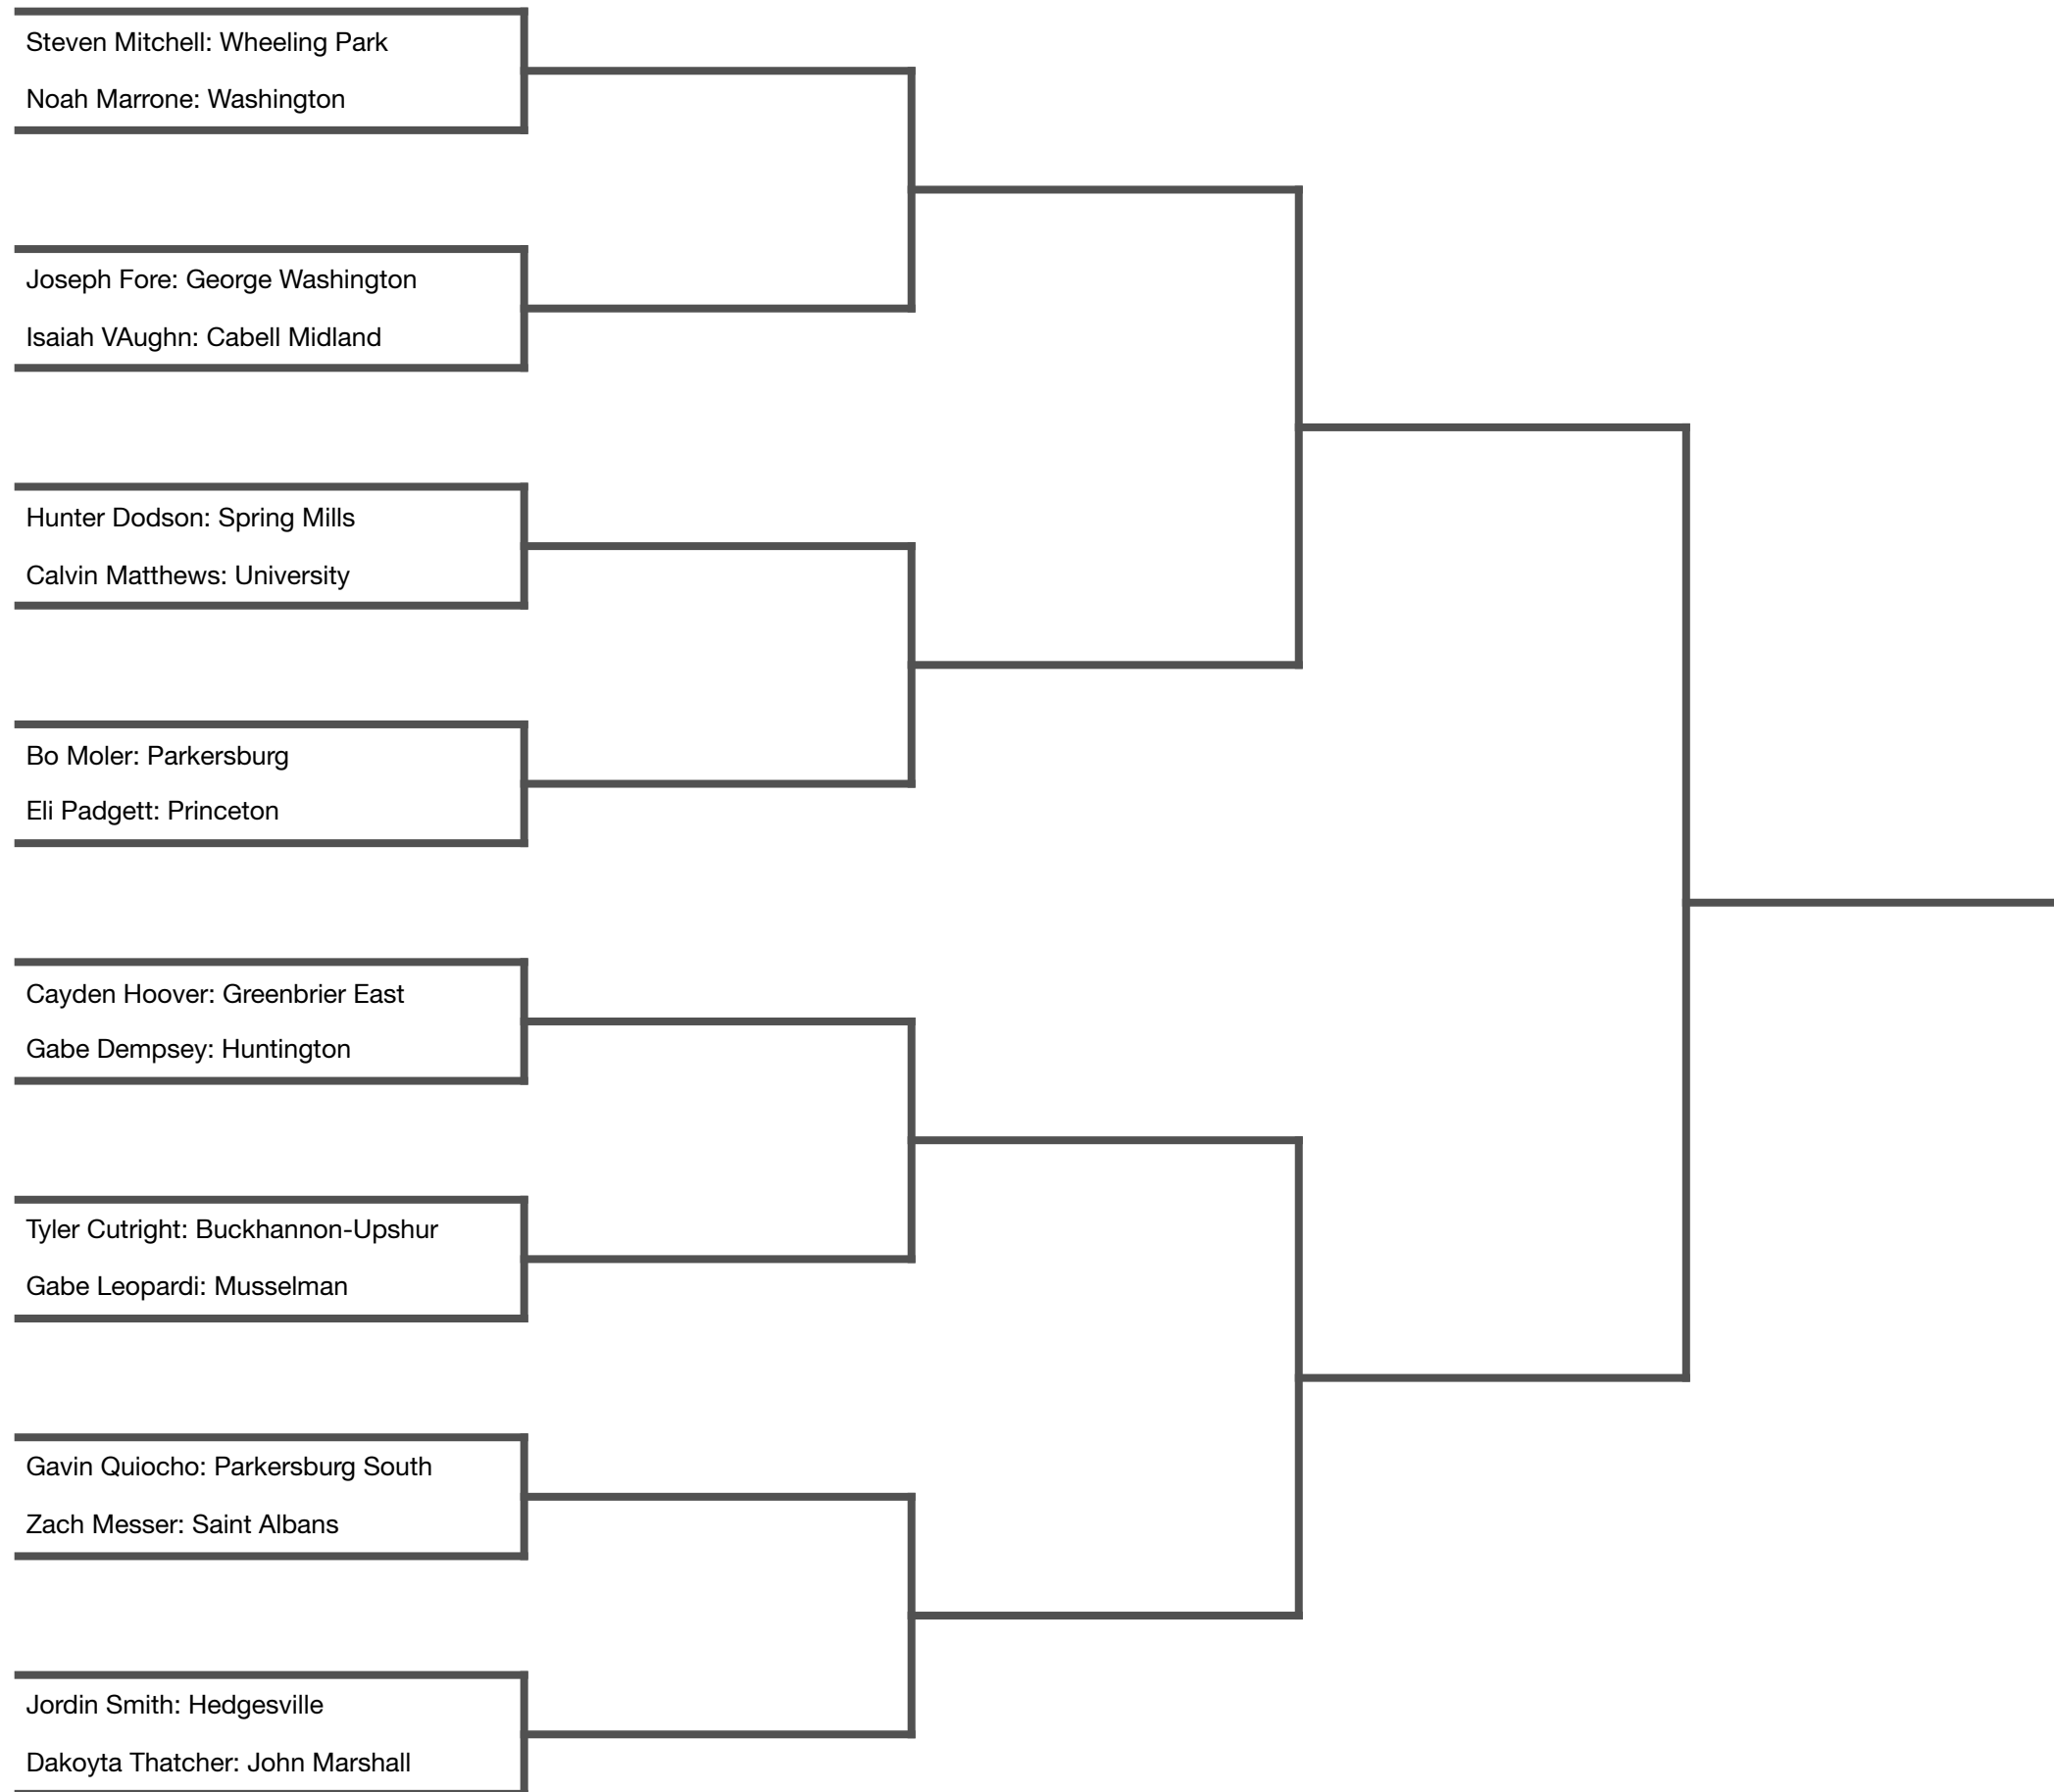 Steven Mitchell: Wheeling Park
Noah Marrone: Washington
Joseph Fore: George Washington
Isaiah VAughn: Cabell Midland
Hunter Dodson: Spring Mills
Calvin Matthews: University
Bo Moler: Parkersburg
Eli Padgett: Princeton
Cayden Hoover: Greenbrier East
Gabe Dempsey: Huntington
Tyler Cutright: Buckhannon-Upshur
Gabe Leopardi: Musselman
Gavin Quiocho: Parkersburg South
Zach Messer: Saint Albans
Jordin Smith: Hedgesville
Dakoyta Thatcher: John Marshall